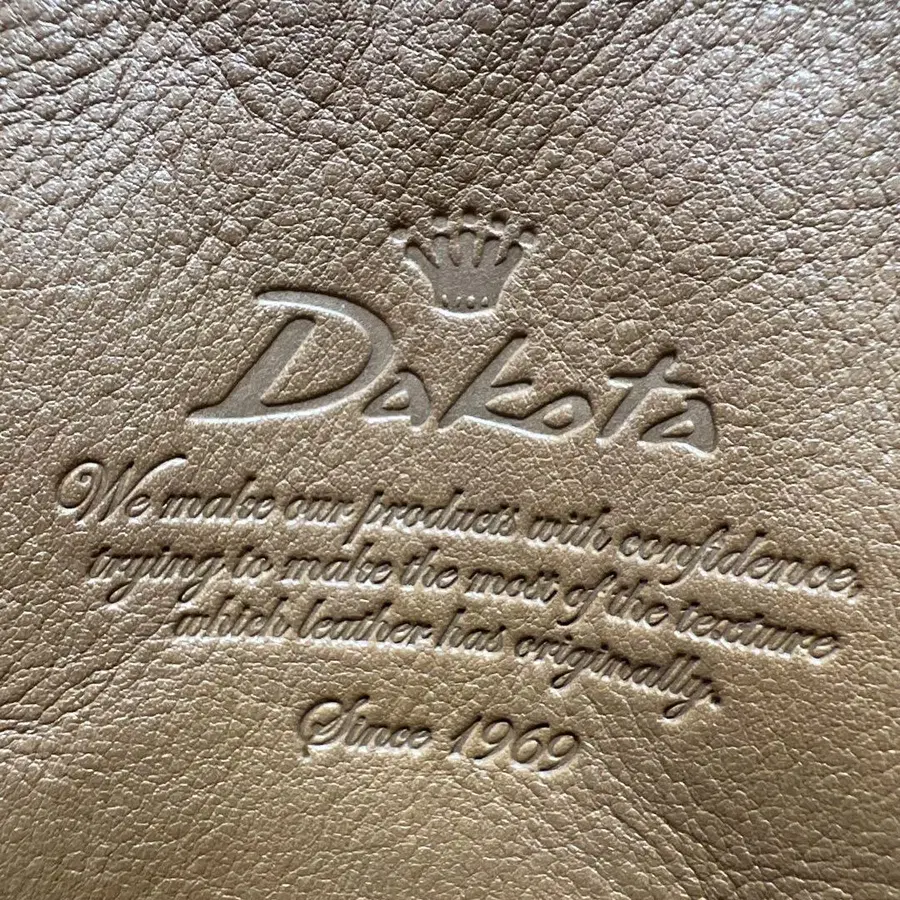 Dakota
We make our products with confidence,
trying to make the most of the texture
which leather has originally.
Since 1969